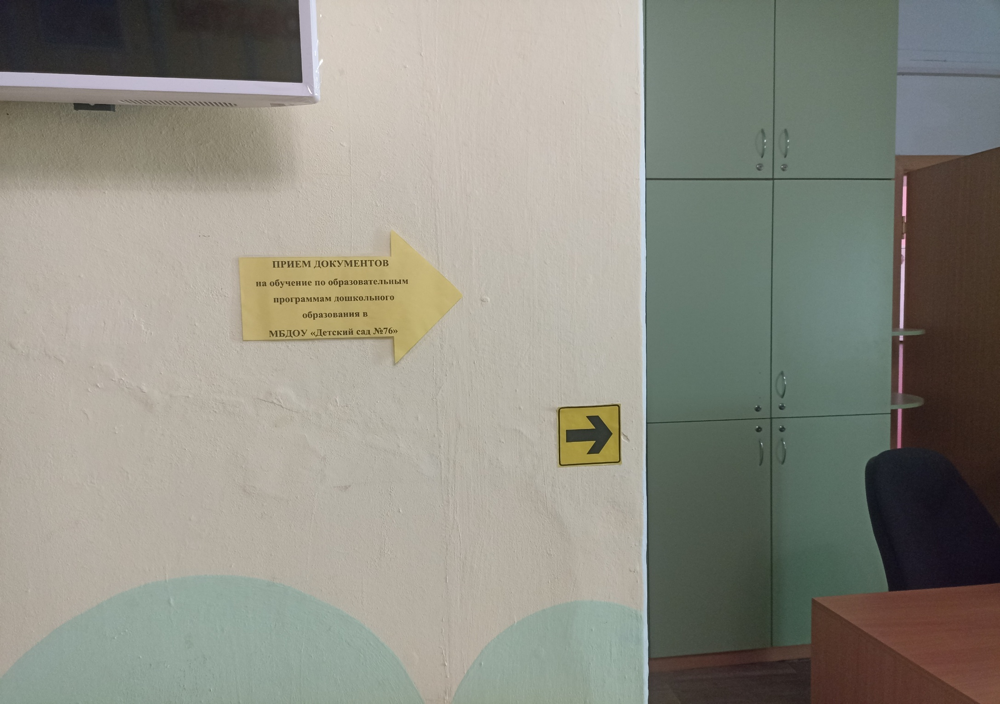 ПРИЕМ ДОКУМЕНТОВ
на обучение по образовательным
программам дошкольного
образования в
МБДОУ «Детский сад №76»